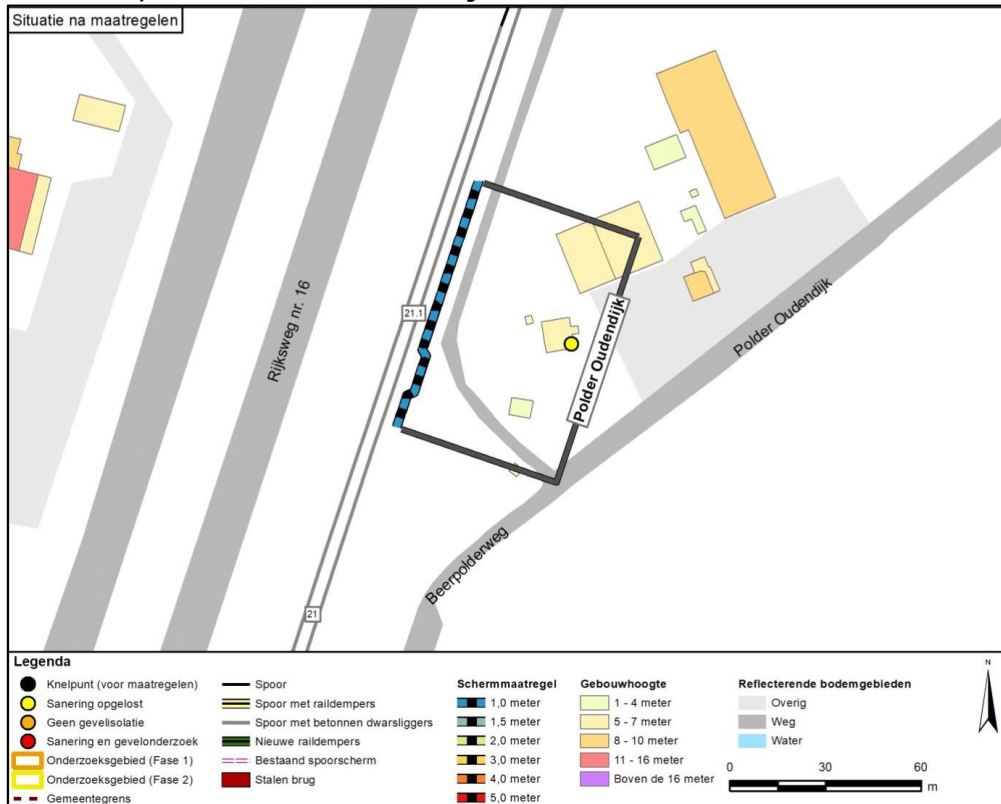 Situatie na maatregelen
Rijksweg nr. 16
21.1
21
Polder Oudendijk
Polder Oudendijk
Beerpolderweg
Legenda
Knelpunt (voor maatregelen)
Sanering opgelost
Geen gevelisolatie
Sanering en gevelonderzoek
Onderzoeksgebied (Fase 1)
Onderzoeksgebied (Fase 2)
Gemeentegrens
Spoor
Spoor met raildempers
Spoor met betonnen dwarsliggers
Nieuwe raildempers
Bestaand spoorscherm
Stalen brug
Schermmaatregel
1,0 meter
1,5 meter
2,0 meter
3,0 meter
4,0 meter
5,0 meter
Gebouwhoogte
1 - 4 meter
5 - 7 meter
8 - 10 meter
11 - 16 meter
Boven de 16 meter
Reflecterende bodemgebieden
Overig
Weg
Water
N
0 30 60
m